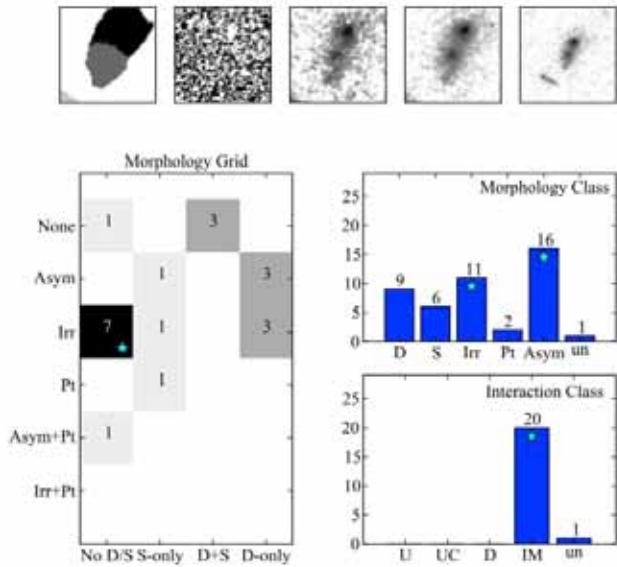 Morphology Grid
None 1 3
Asym 1 3
Irr 7 1 3
Pt 1
Asym+Pt 1
Irr+Pt
No D/S S-only D+S D-only
Morphology Class
25
20
15
10
5
0
9 6 11 2 16 1
D S Irr Pt Asym un
Interaction Class
25
20
15
10
5
0
20 1
U UC D IM un